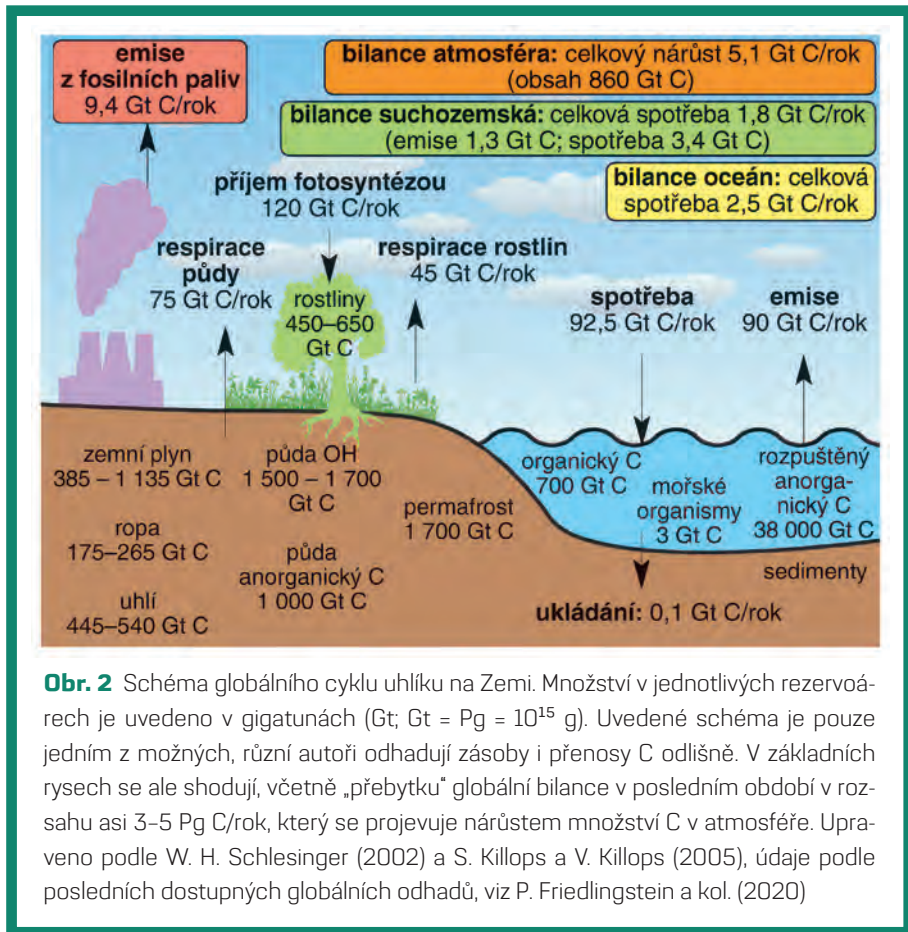 emise
z fosilních paliv
9,4 Gt C/rok
bilance atmosféra: celkový nárůst 5,1 Gt C/rok
(obsah 860 Gt C)
bilance suchozemská: celková spotřeba 1,8 Gt C/rok
(emise 1,3 Gt C; spotřeba 3,4 Gt C)
bilance oceán: celková
spotřeba 2,5 Gt C/rok
příjem fotosyntézou
120 Gt C/rok
respirace
půdy
75 Gt C/rok
rostliny
450–650
Gt C
respirace rostlin
45 Gt C/rok
spotřeba
92,5 Gt C/rok
emise
90 Gt C/rok
zemní plyn
385 – 1 135 Gt C
ropa
175–265 Gt C
uhlí
445–540 Gt C
půda OH
1 500 – 1 700
Gt C
půda
anorganický C
1 000 Gt C
permafrost
1 700 Gt C
organický C
700 Gt C
mořské
organismy
3 Gt C
rozpuštěný
anorga-
nický C
38 000 Gt C
sedimenty
ukládání: 0,1 Gt C/rok
Obr. 2 Schéma globálního cyklu uhlíku na Zemi. Množství v jednotlivých rezervoá-
rech je uvedeno v gigatunách (Gt; Gt = Pg = 10¹⁵ g). Uvedené schéma je pouze
jedním z možných, různí autoři odhadují zásoby i přenosy C odlišně. V základních
rysech se ale shodují, včetně „přebytku“ globální bilance v posledním období v roz-
sahu asi 3–5 Pg C/rok, který se projevuje nárůstem množství C v atmosféře. Upra-
veno podle W. H. Schlesinger (2002) a S. Killops a V. Killops (2005), údaje podle
posledních dostupných globálních odhadů, viz P. Friedlingstein a kol. (2020)